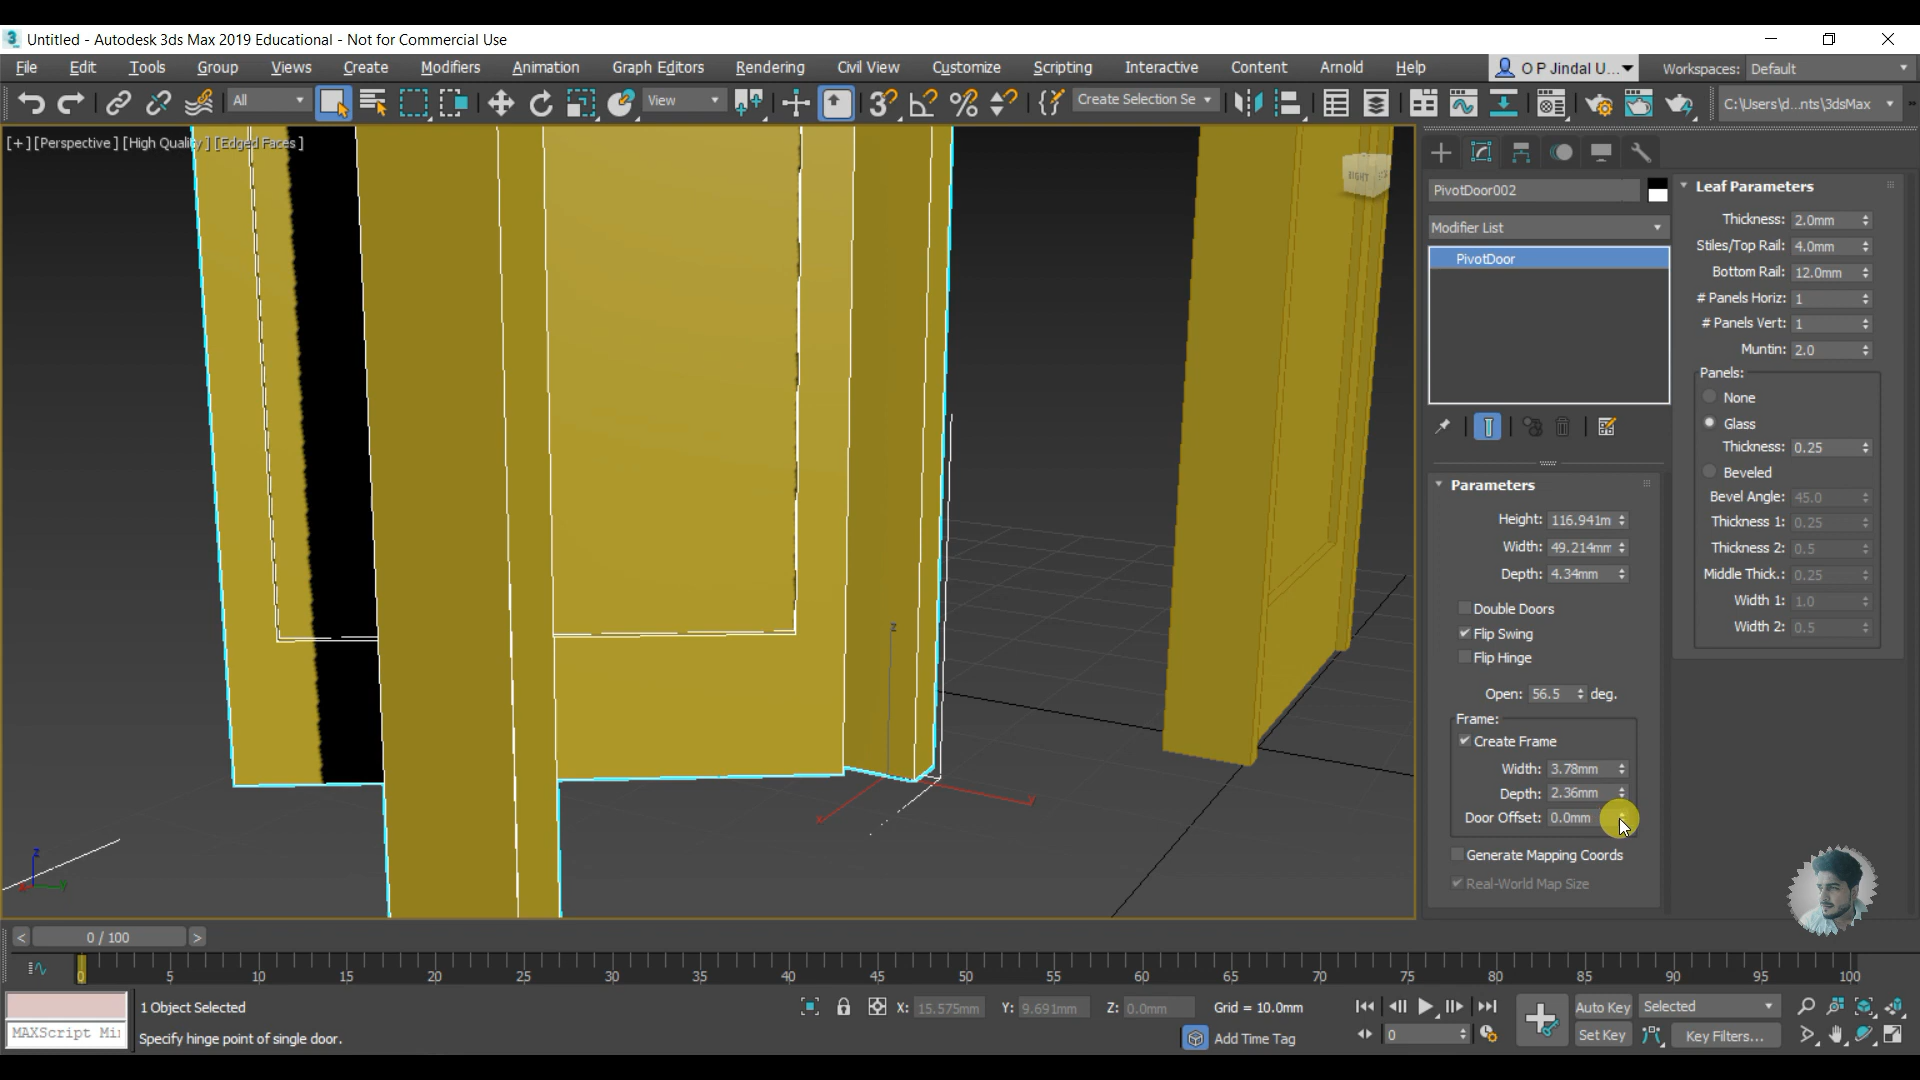 Untitled - Autodesk 3ds Max 2019 Educational - Not for Commercial Use
File Edit Tools Group Views Create Modifiers Animation Graph Editors Rendering Civil View Customize Scripting Interactive Content Arnold Help O P Jindal U... Workspaces: Default
All View Create Selection Se C:\Users\d...nts\3dsMax
[+] [Perspective] [High Quality] [Edged Faces]
RIGHT
PivotDoor002
Modifier List
PivotDoor
Parameters
Height: 116.941m
Width: 49.214mm
Depth: 4.34mm
Double Doors
Flip Swing
Flip Hinge
Open: 56.5 deg.
Frame:
Create Frame
Width: 3.78mm
Depth: 2.36mm
Door Offset: 0.0mm
Generate Mapping Coords
Real-World Map Size
Leaf Parameters
Thickness: 2.0mm
Stiles/Top Rail: 4.0mm
Bottom Rail: 12.0mm
# Panels Horiz: 1
# Panels Vert: 1
Muntin: 2.0
Panels:
None
Glass
Thickness: 0.25
Beveled
Bevel Angle: 45.0
Thickness 1: 0.25
Thickness 2: 0.5
Middle Thick.: 0.25
Width 1: 1.0
Width 2: 0.5
z
x
y
z
x
y
< 0 / 100 >
0 5 10 15 20 25 30 35 40 45 50 55 60 65 70 75 80 85 90 95 100
1 Object Selected X: 15.575mm Y: 9.691mm Z: 0.0mm Grid = 10.0mm Auto Key Selected
MAXScript Mi Specify hinge point of single door. Add Time Tag 0 Set Key Key Filters...